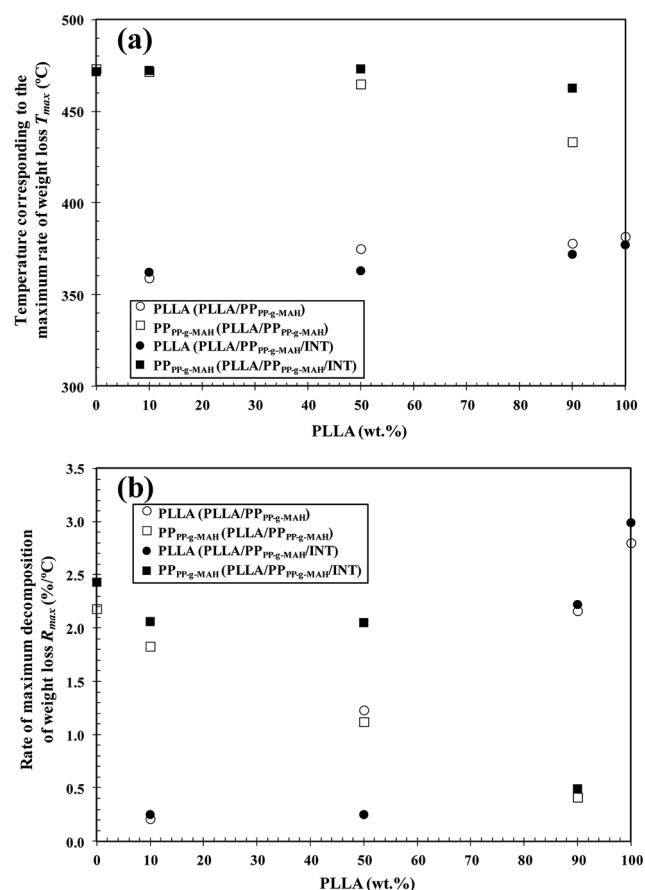 (a)
Temperature corresponding to the
maximum rate of weight loss Tmax (ºC)
500
450
400
350
300
PLLA (PLLA/PPPP-g-MAH)
PPPP-g-MAH (PLLA/PPPP-g-MAH)
PLLA (PLLA/PPPP-g-MAH/INT)
PPPP-g-MAH (PLLA/PPPP-g-MAH/INT)
0 10 20 30 40 50 60 70 80 90 100
PLLA (wt.%)
(b)
Rate of maximum decomposition
of weight loss Rmax (%/ºC)
3.5
3.0
2.5
2.0
1.5
1.0
0.5
0.0
PLLA (PLLA/PPPP-g-MAH)
PPPP-g-MAH (PLLA/PPPP-g-MAH)
PLLA (PLLA/PPPP-g-MAH/INT)
PPPP-g-MAH (PLLA/PPPP-g-MAH/INT)
0 10 20 30 40 50 60 70 80 90 100
PLLA (wt.%)